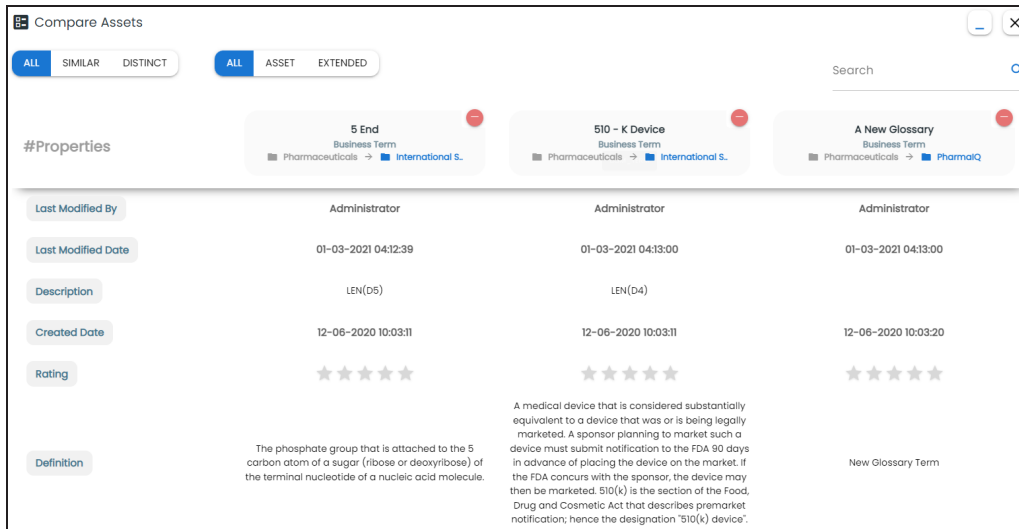 Compare Assets
ALL SIMILAR DISTINCT ALL ASSET EXTENDED
Search
#Properties
5 End
Business Term
Pharmaceuticals → International S..
510 - K Device
Business Term
Pharmaceuticals → International S..
A New Glossary
Business Term
Pharmaceuticals → PharmaIQ
Last Modified By Administrator Administrator Administrator
Last Modified Date 01-03-2021 04:12:39 01-03-2021 04:13:00 01-03-2021 04:13:00
Description LEN(D5) LEN(D4)
Created Date 12-06-2020 10:03:11 12-06-2020 10:03:11 12-06-2020 10:03:20
Rating
Definition
The phosphate group that is attached to the 5
carbon atom of a sugar (ribose or deoxyribose) of
the terminal nucleotide of a nucleic acid molecule.
A medical device that is considered substantially
equivalent to a device that was or is being legally
marketed. A sponsor planning to market such a
device must submit notification to the FDA 90 days
in advance of placing the device on the market. If
the FDA concurs with the sponsor, the device may
then be marketed. 510(k) is the section of the Food,
Drug and Cosmetic Act that describes premarket
notification; hence the designation "510(k) device".
New Glossary Term